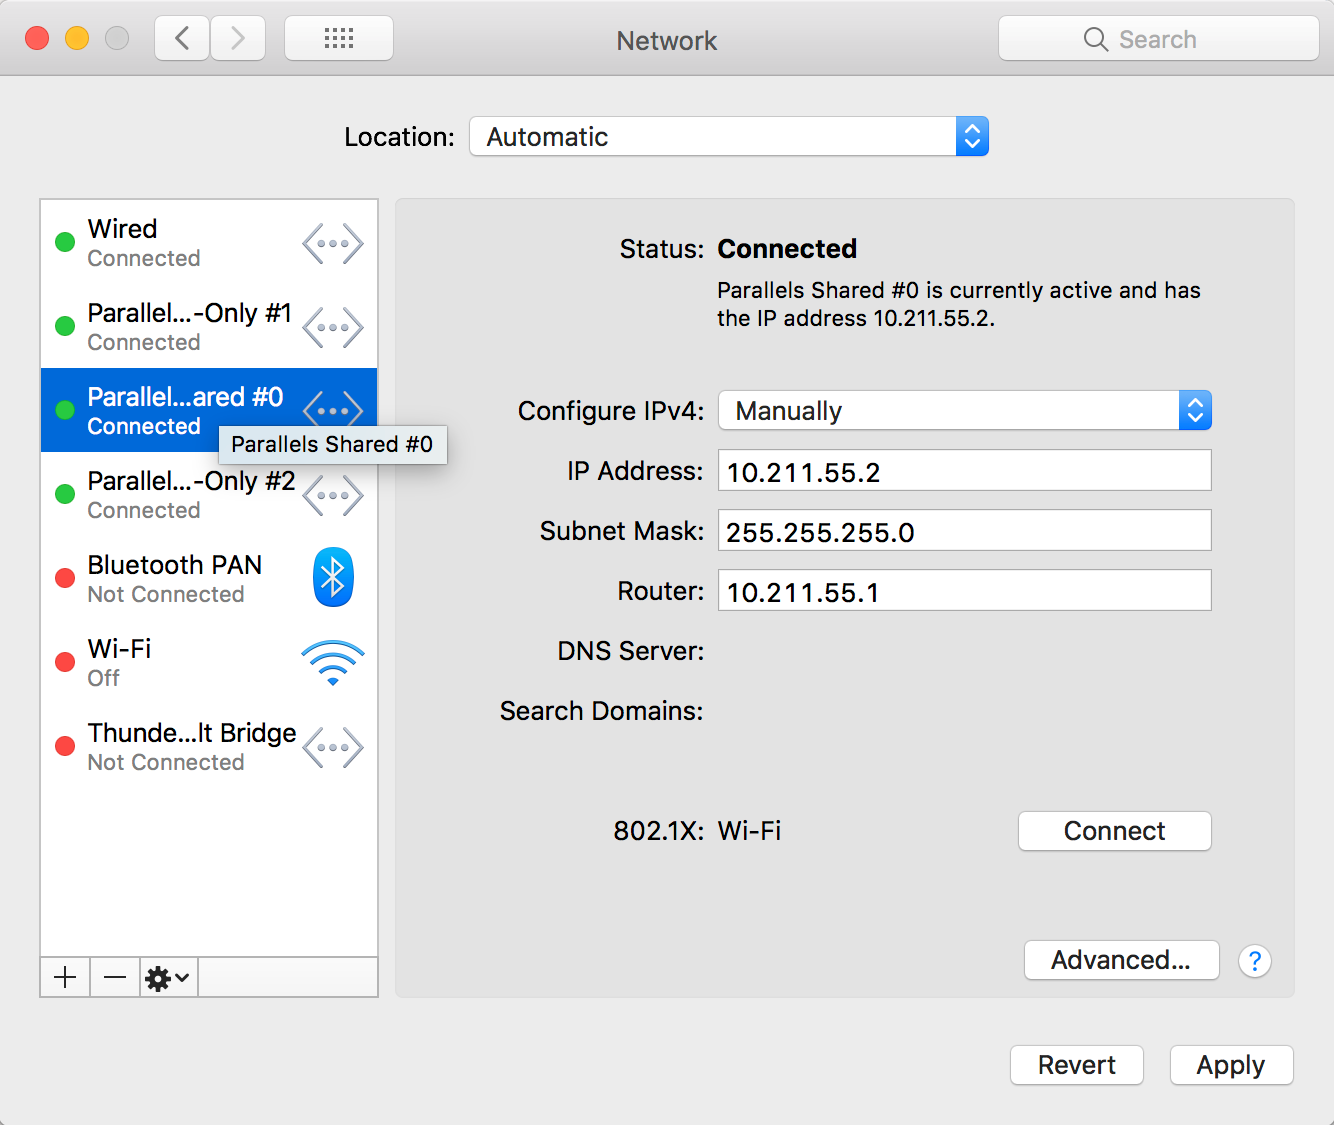 Network
Search
Location: Automatic
Wired
Connected
Parallel...-Only #1
Connected
Parallel...ared #0
Connected
Parallels Shared #0
Parallel...-Only #2
Connected
Bluetooth PAN
Not Connected
Wi-Fi
Off
Thunde...lt Bridge
Not Connected
Status: Connected
Parallels Shared #0 is currently active and has
the IP address 10.211.55.2.
Configure IPv4: Manually
IP Address: 10.211.55.2
Subnet Mask: 255.255.255.0
Router: 10.211.55.1
DNS Server:
Search Domains:
802.1X: Wi-Fi Connect
Advanced... ?
Revert Apply